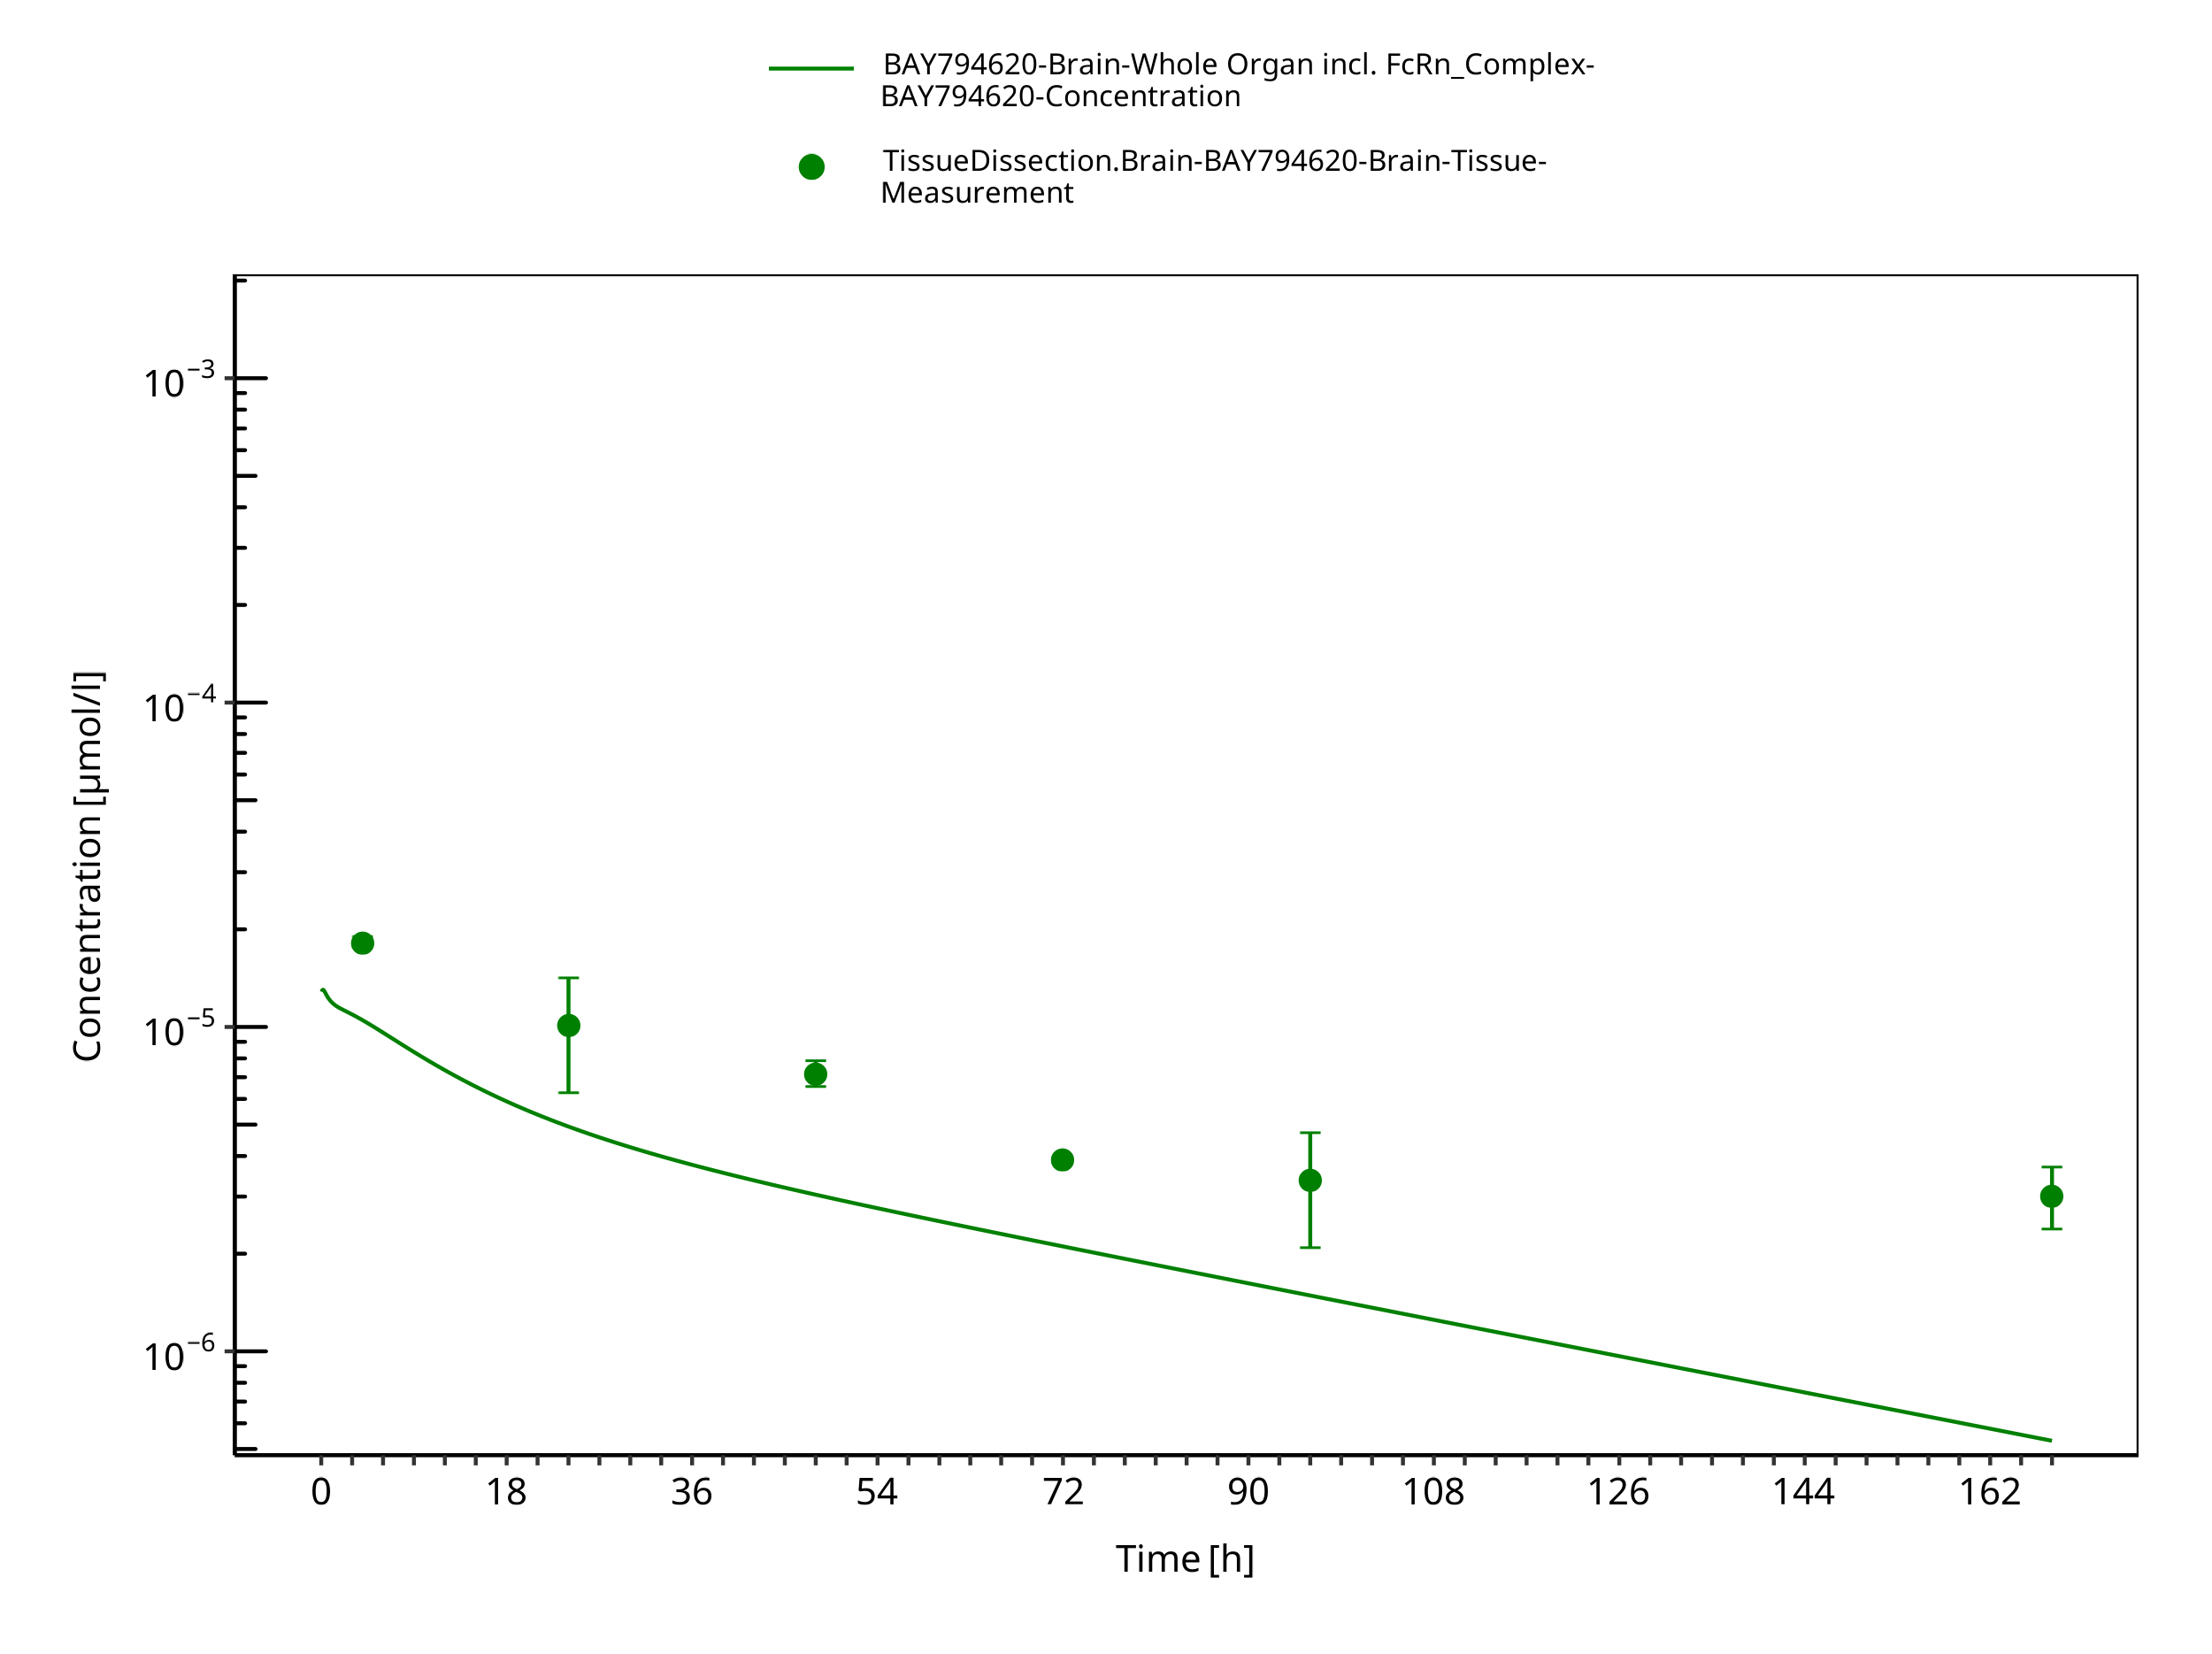 BAY794620-Brain-Whole Organ incl. FcRn_Complex-
BAY794620-Concentration
TissueDissection.Brain-BAY794620-Brain-Tissue-
Measurement
10⁻³
10⁻⁴
10⁻⁵
10⁻⁶
Concentration [µmol/l]
0 18 36 54 72 90 108 126 144 162
Time [h]